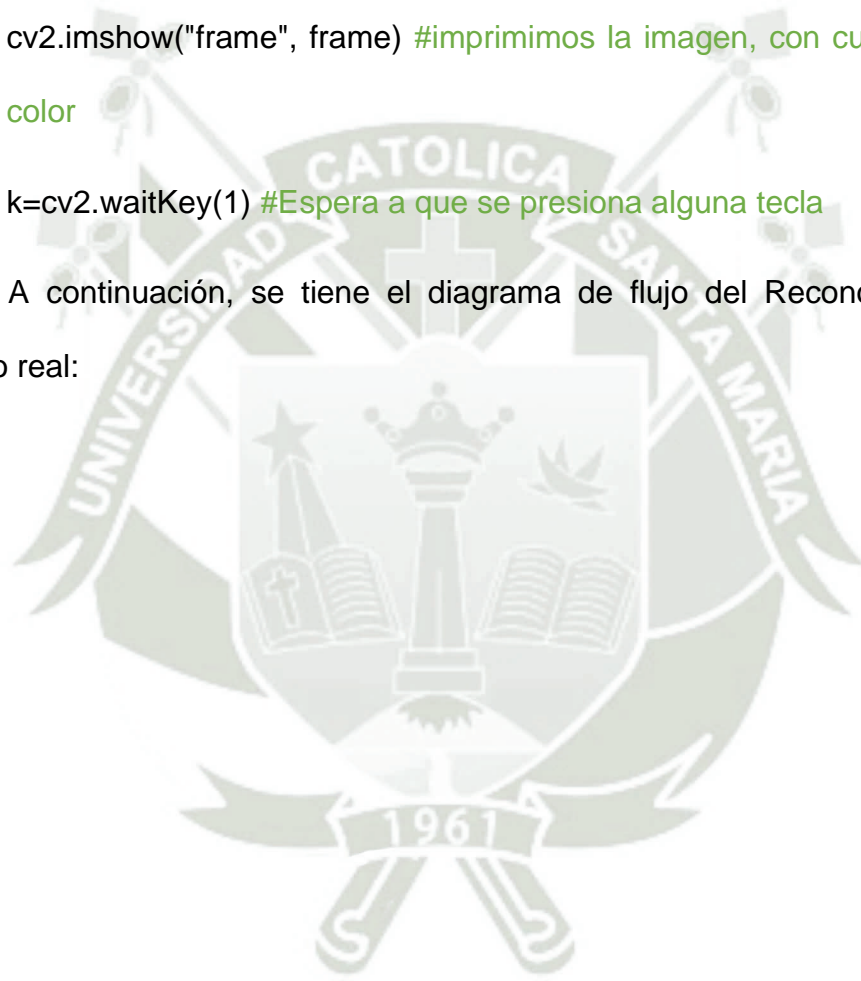 cv2.imshow("frame", frame) #imprimimos la imagen, con cu
color
k=cv2.waitKey(1) #Espera a que se presiona alguna tecla
A continuación, se tiene el diagrama de flujo del Recono
o real:
UNIVERSIDAD CATOLICA SANTA MARIA
1961